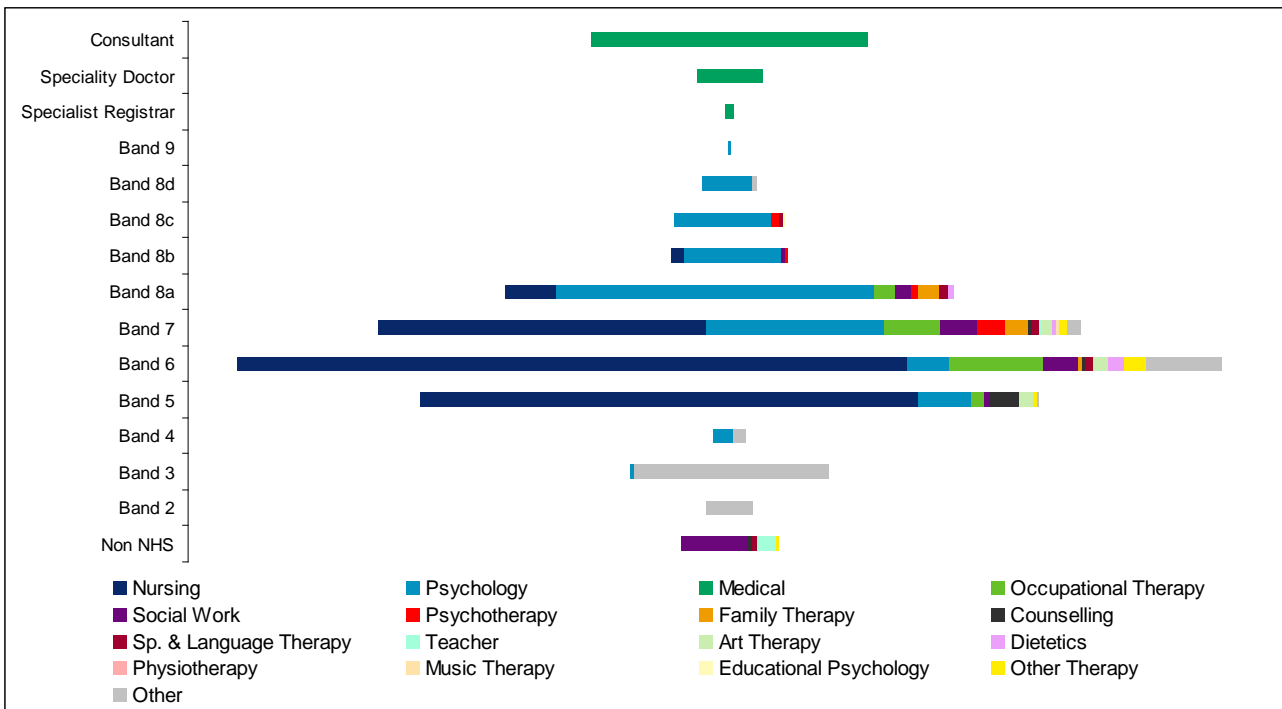 Consultant
Speciality Doctor
Specialist Registrar
Band 9
Band 8d
Band 8c
Band 8b
Band 8a
Band 7
Band 6
Band 5
Band 4
Band 3
Band 2
Non NHS
Nursing Psychology Medical Occupational Therapy
Social Work Psychotherapy Family Therapy Counselling
Sp. & Language Therapy Teacher Art Therapy Dietetics
Physiotherapy Music Therapy Educational Psychology Other Therapy
Other